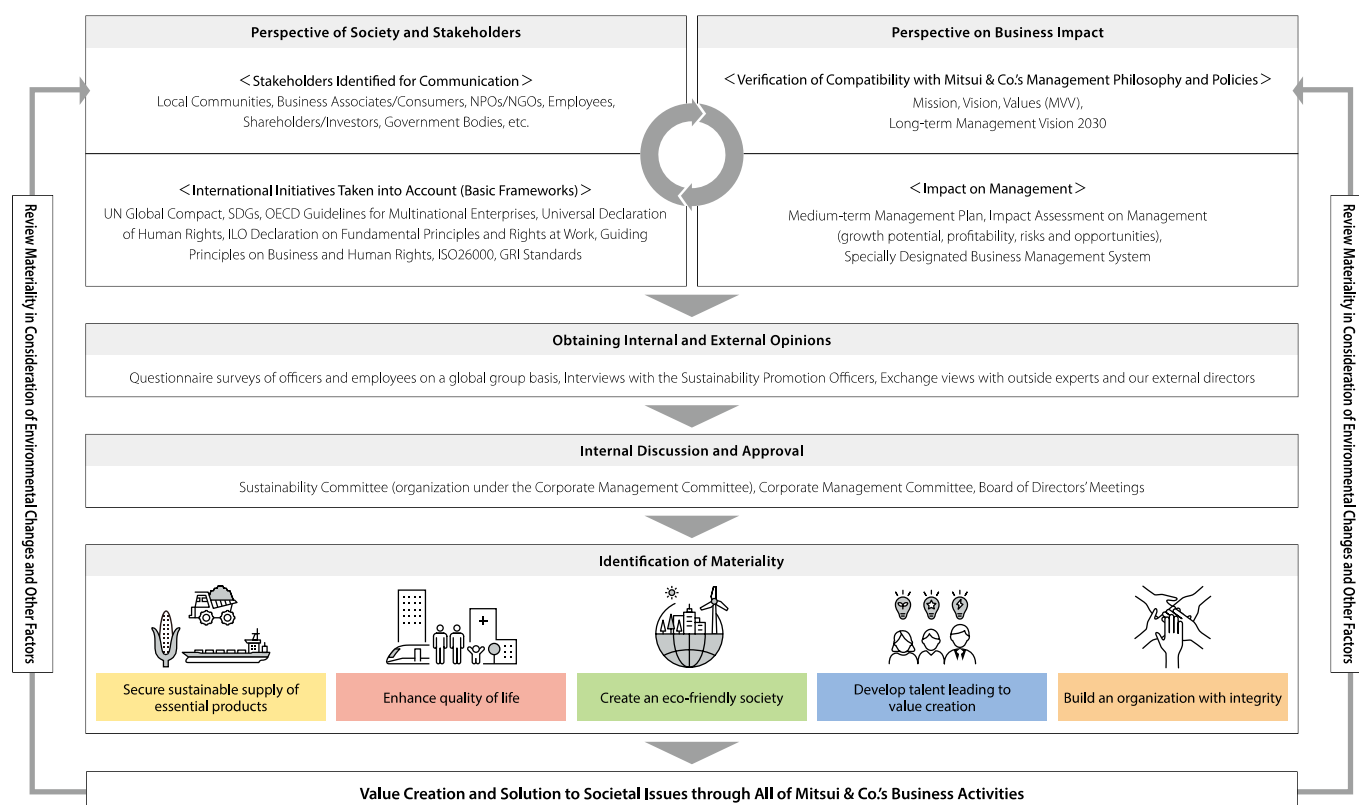 Perspective of Society and Stakeholders
<Stakeholders Identified for Communication>
Local Communities, Business Associates/Consumers, NPOs/NGOs, Employees,
Shareholders/Investors, Government Bodies, etc.
<International Initiatives Taken into Account (Basic Frameworks)>
UN Global Compact, SDGs, OECD Guidelines for Multinational Enterprises, Universal Declaration
of Human Rights, ILO Declaration on Fundamental Principles and Rights at Work, Guiding
Principles on Business and Human Rights, ISO26000, GRI Standards
Perspective on Business Impact
<Verification of Compatibility with Mitsui & Co.'s Management Philosophy and Policies>
Mission, Vision, Values (MVV),
Long-term Management Vision 2030
<Impact on Management>
Medium-term Management Plan, Impact Assessment on Management
(growth potential, profitability, risks and opportunities),
Specially Designated Business Management System
Review Materiality in Consideration of Environmental Changes and Other Factors
Review Materiality in Consideration of Environmental Changes and Other Factors
Obtaining Internal and External Opinions
Questionnaire surveys of officers and employees on a global group basis, Interviews with the Sustainability Promotion Officers, Exchange views with outside experts and our external directors
Internal Discussion and Approval
Sustainability Committee (organization under the Corporate Management Committee), Corporate Management Committee, Board of Directors' Meetings
Identification of Materiality
Secure sustainable supply of
essential products
Enhance quality of life
Create an eco-friendly society
Develop talent leading to
value creation
Build an organization with integrity
Value Creation and Solution to Societal Issues through All of Mitsui & Co.'s Business Activities